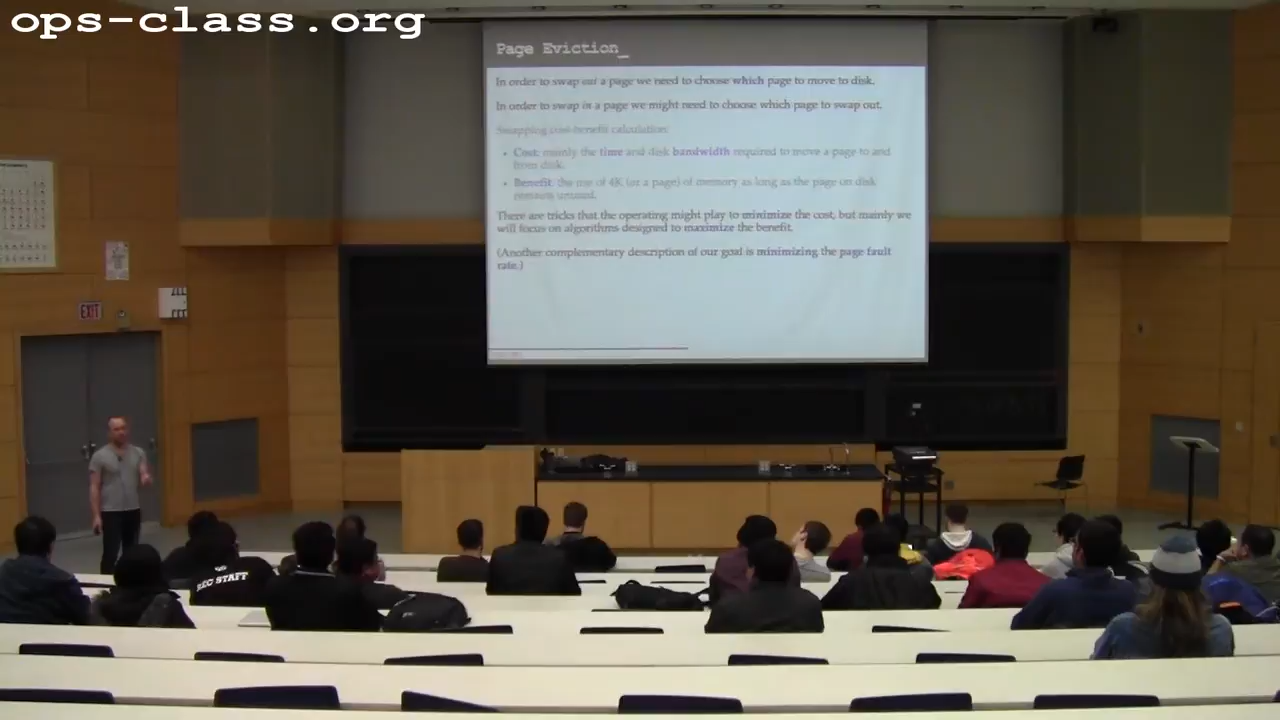 ops-class.org
Page Eviction_
In order to swap out a page we need to choose which page to move to disk.
In order to swap in a page we might need to choose which page to swap out.
Swapping cost-benefit calculation:
• Cost: mainly the time and disk bandwidth required to move a page to and
from disk.
• Benefit: the use of 4K (or a page) of memory as long as the page on disk
remains unused.
There are tricks that the operating might play to minimize the cost, but mainly we
will focus on algorithms designed to maximize the benefit.
(Another complementary description of our goal is minimizing the page fault
rate.)
EXIT
REC STAFF